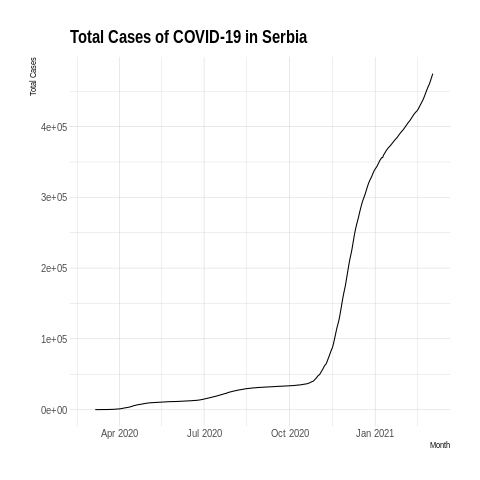 Total Cases of COVID-19 in Serbia
Total Cases
4e+05
3e+05
2e+05
1e+05
0e+00
Apr 2020 Jul 2020 Oct 2020 Jan 2021
Month